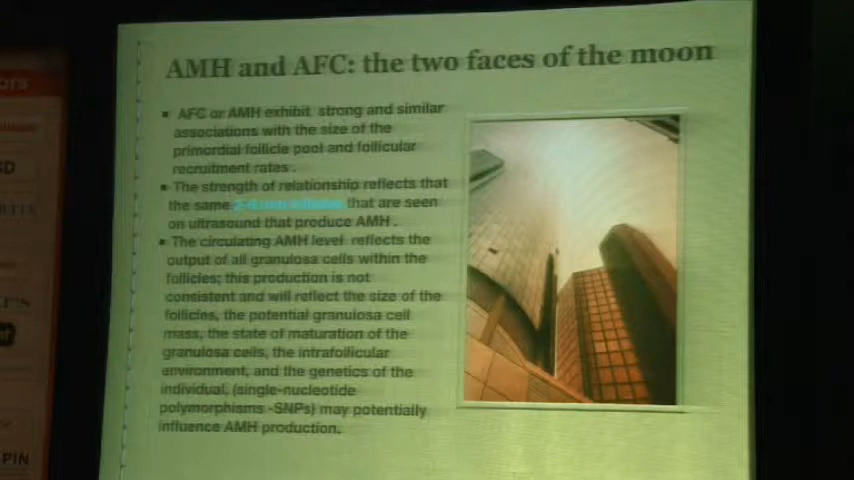 AMH and AFC: the two faces of the moon
▪ AFC or AMH exhibit strong and similar
associations with the size of the
primordial follicle pool and follicular
recruitment rates .
▪ The strength of relationship reflects that
the same that are seen
on ultrasound that produce AMH .
▪ The circulating AMH level reflects the
output of all granulosa cells within the
follicles; this production is not
consistent and will reflect the size of the
follicles, the potential granulosa cell
mass, the state of maturation of the
granulosa cells, the intrafollicular
environment, and the genetics of the
individual, (single-nucleotide
polymorphisms -SNPs) may potentially
influence AMH production.
ors
PIN